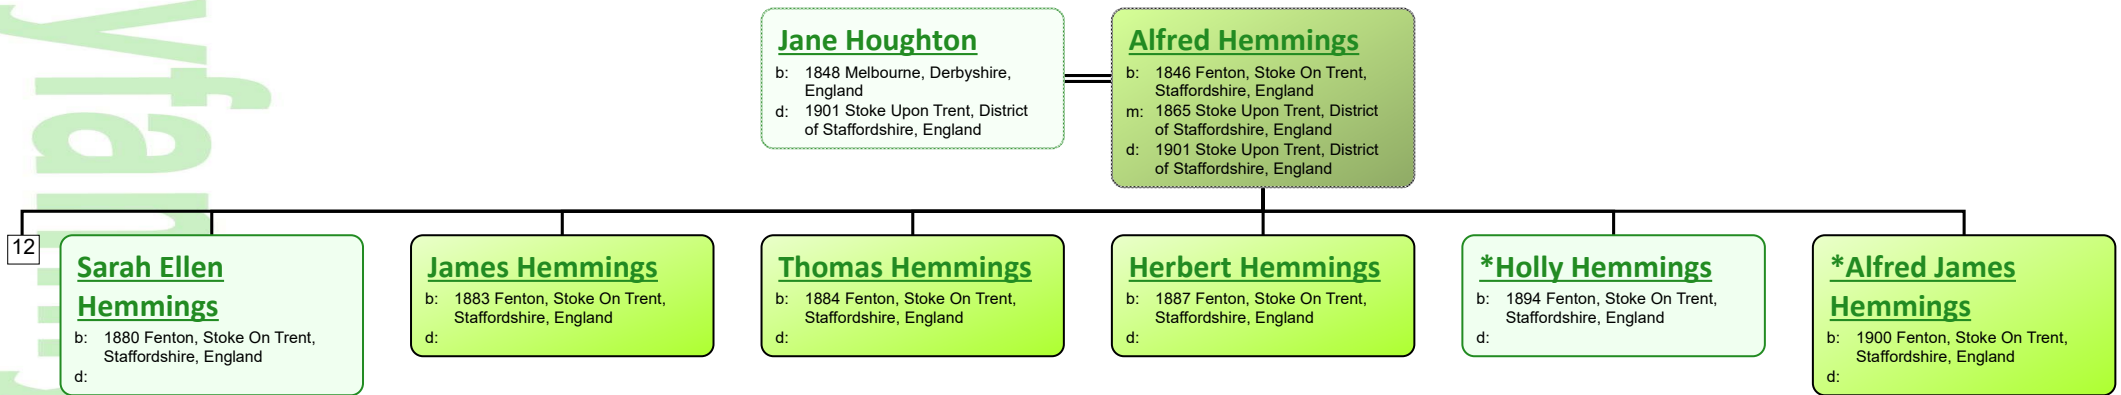 Jane Houghton
b: 1848 Melbourne, Derbyshire,
England
d: 1901 Stoke Upon Trent, District
of Staffordshire, England
Alfred Hemmings
b: 1846 Fenton, Stoke On Trent,
Staffordshire, England
m: 1865 Stoke Upon Trent, District
of Staffordshire, England
d: 1901 Stoke Upon Trent, District
of Staffordshire, England
12
Sarah Ellen
Hemmings
b: 1880 Fenton, Stoke On Trent,
Staffordshire, England
d:
James Hemmings
b: 1883 Fenton, Stoke On Trent,
Staffordshire, England
d:
Thomas Hemmings
b: 1884 Fenton, Stoke On Trent,
Staffordshire, England
d:
Herbert Hemmings
b: 1887 Fenton, Stoke On Trent,
Staffordshire, England
d:
*Holly Hemmings
b: 1894 Fenton, Stoke On Trent,
Staffordshire, England
d:
*Alfred James
Hemmings
b: 1900 Fenton, Stoke On Trent,
Staffordshire, England
d: